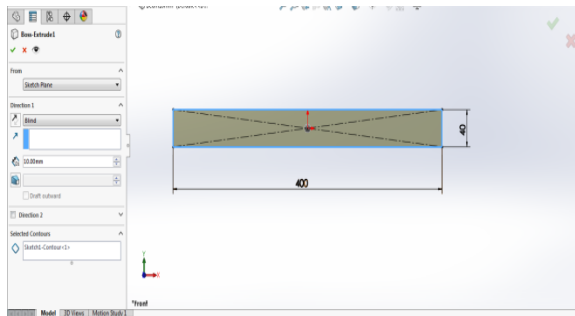 Boss-Extrude1
From
Sketch Plane
Direction 1
Blind
10.00mm
Draft outward
Direction 2
Selected Contours
Sketch1-Contour<1>
40
400
Y
X
*Front
Model
3D Views
Motion Study 1